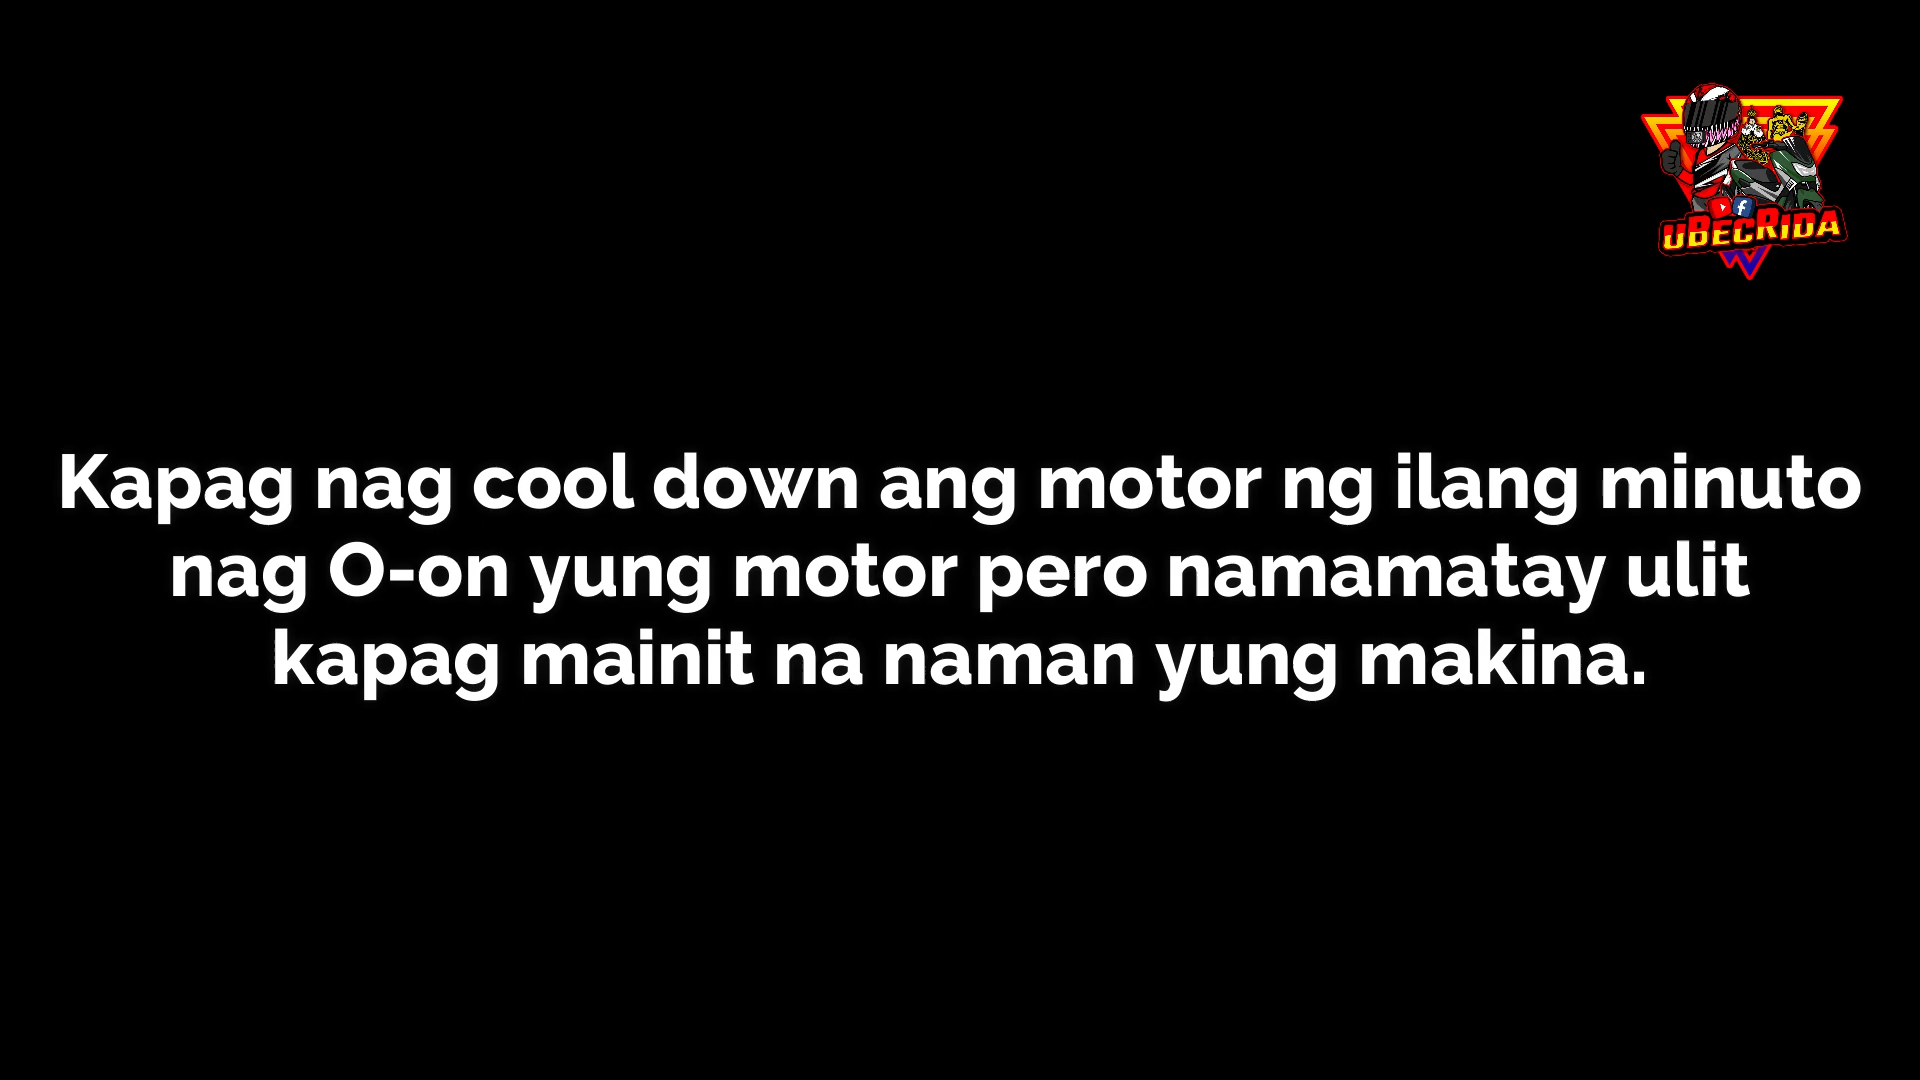 UBECRIDA
Kapag nag cool down ang motor ng ilang minuto
nag O-on yung motor pero namamatay ulit
kapag mainit na naman yung makina.